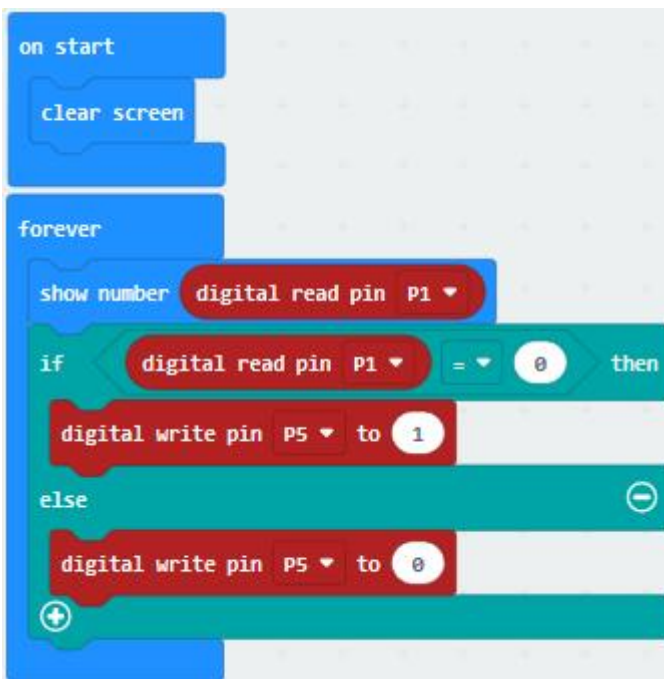 on start
clear screen
forever
show number digital read pin P1
if digital read pin P1 = 0 then
digital write pin P5 to 1
else
digital write pin P5 to 0